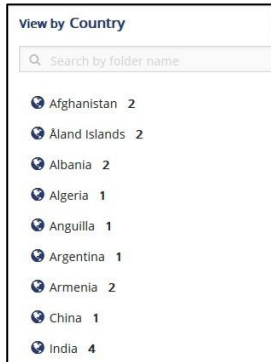 View by Country
Search by folder name
Afghanistan 2
Åland Islands 2
Albania 2
Algeria 1
Anguilla 1
Argentina 1
Armenia 2
China 1
India 4